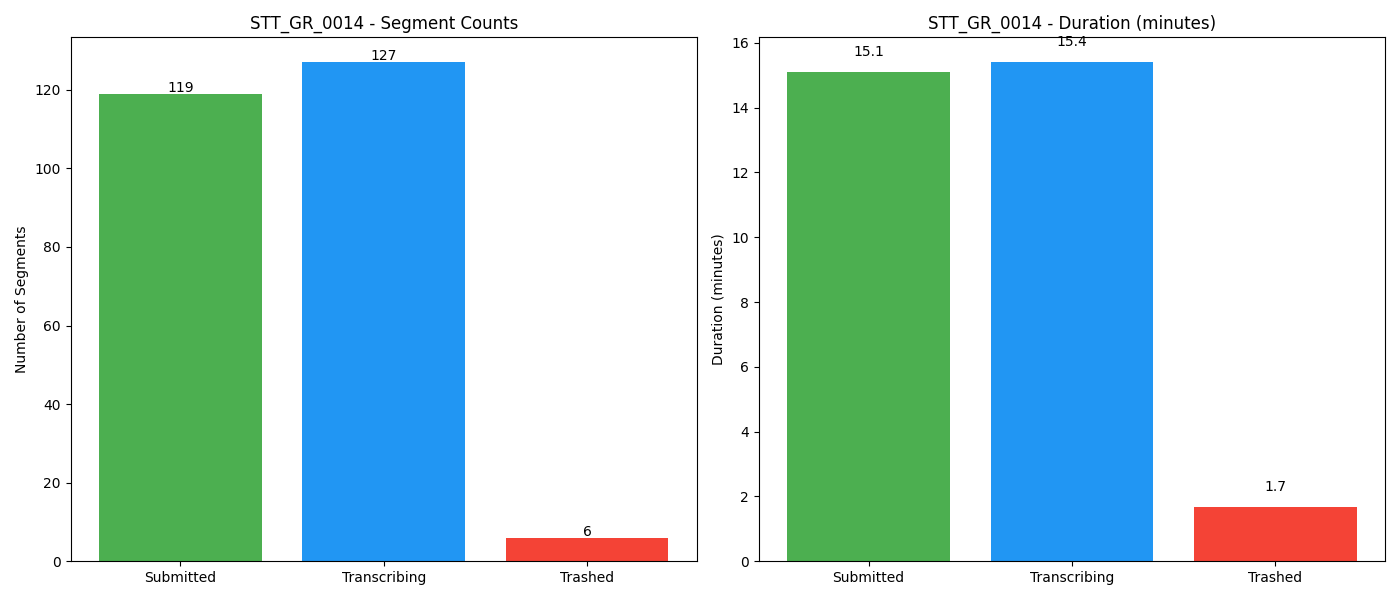 STT_GR_0014 - Segment Counts
Number of Segments
120
100
80
60
40
20
0
119
127
6
Submitted
Transcribing
Trashed
STT_GR_0014 - Duration (minutes)
Duration (minutes)
16
14
12
10
8
6
4
2
0
15.1
15.4
1.7
Submitted
Transcribing
Trashed